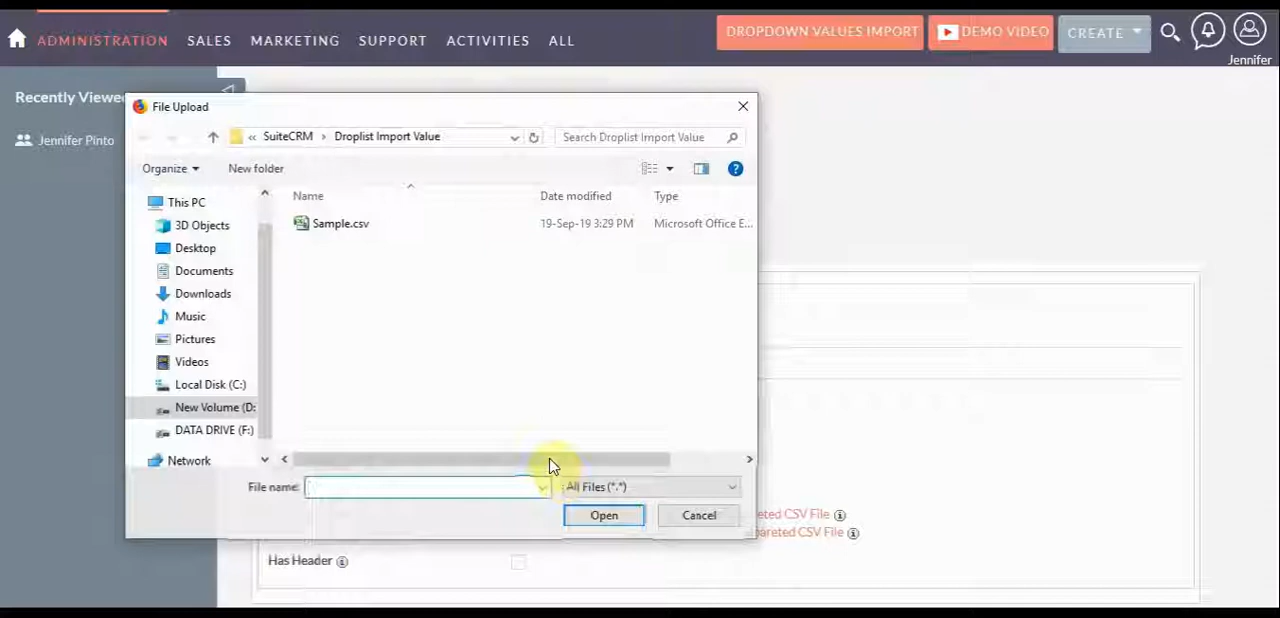 ADMINISTRATION SALES MARKETING SUPPORT ACTIVITIES ALL DROPDOWN VALUES IMPORT DEMO VIDEO CREATE
Jennifer
Recently Viewe
Jennifer Pinto
File Upload
« SuiteCRM › Droplist Import Value Search Droplist Import Value
Organize New folder
Name Date modified Type
Sample.csv 19-Sep-19 3:29 PM Microsoft Office E...
This PC
3D Objects
Desktop
Documents
Downloads
Music
Pictures
Videos
Local Disk (C:)
New Volume (D:
DATA DRIVE (F:)
Network
File name: All Files (*.*)
Open Cancel
eted CSV File
pareted CSV File
Has Header